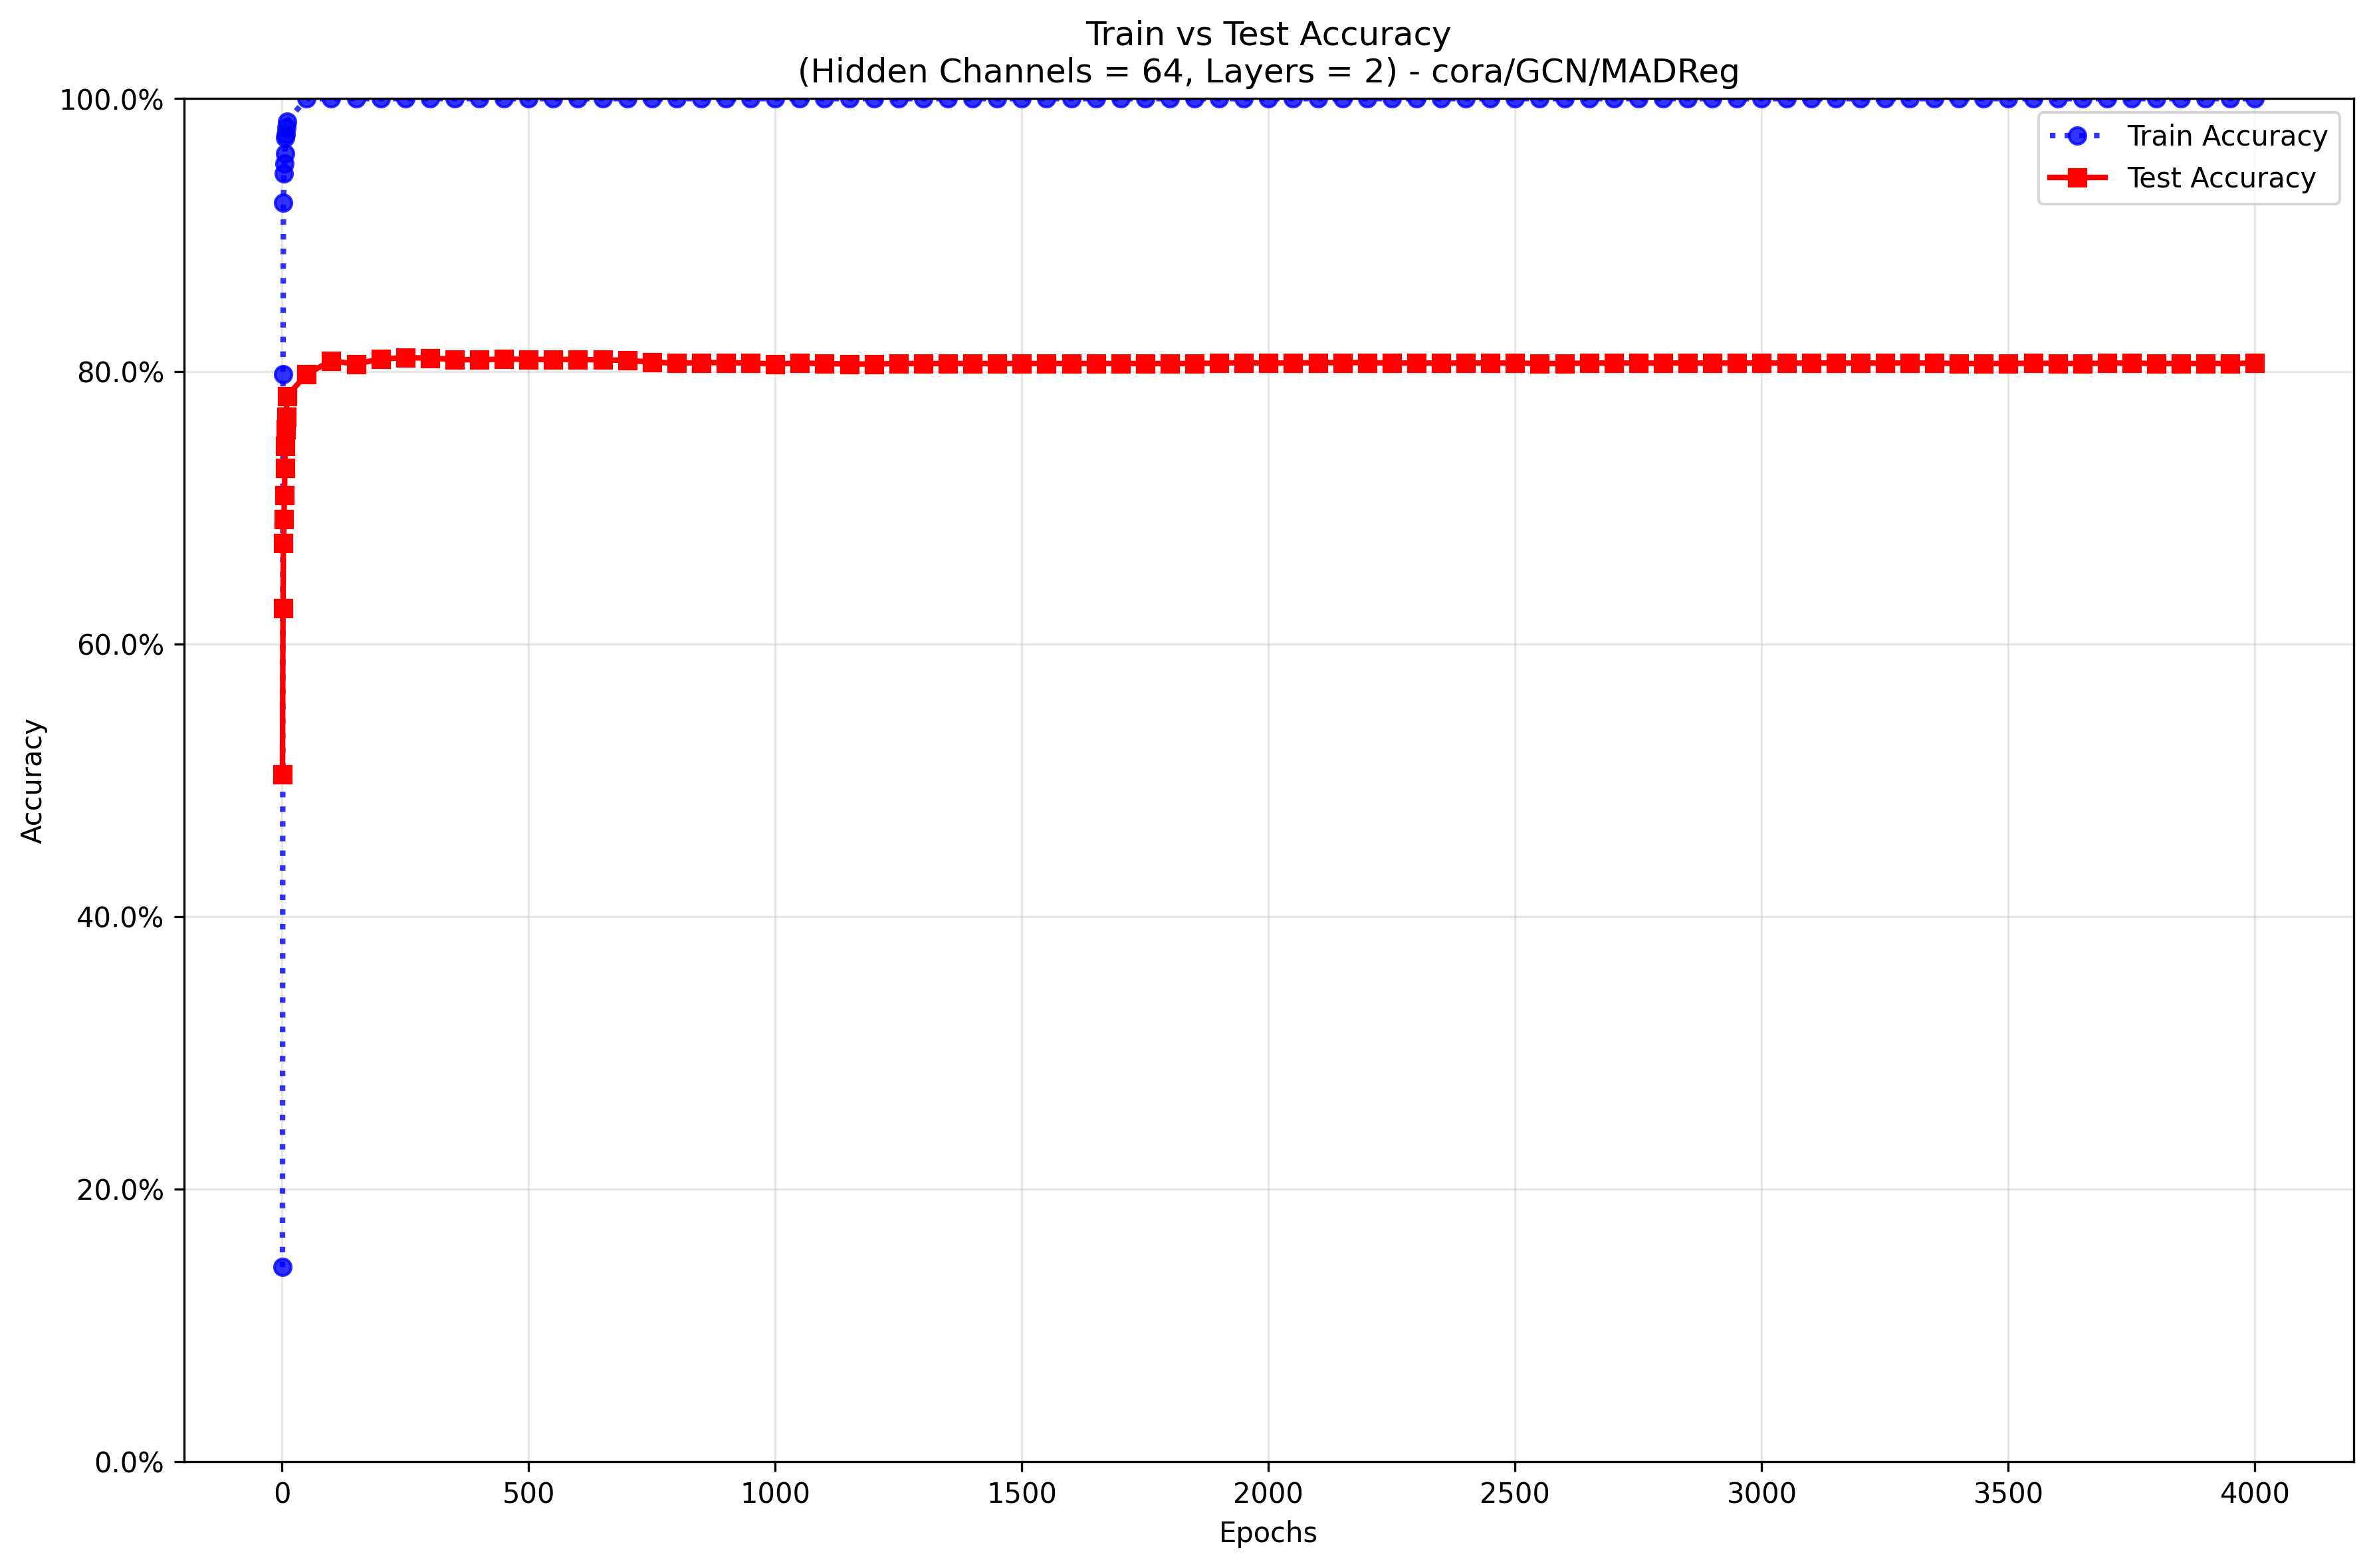 Train vs Test Accuracy
(Hidden Channels = 64, Layers = 2) - cora/GCN/MADReg
100.0%
80.0%
60.0%
40.0%
20.0%
0.0%
Accuracy
Train Accuracy
Test Accuracy
0 500 1000 1500 2000 2500 3000 3500 4000
Epochs